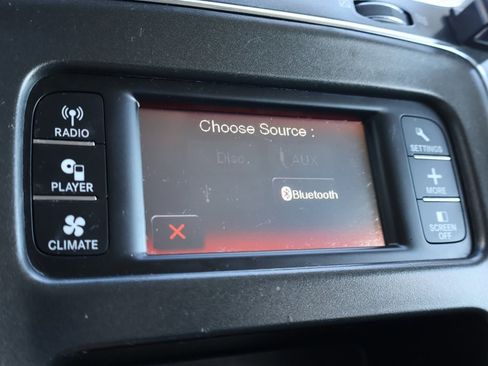 RADIO
PLAYER
CLIMATE
Choose Source :
Disc
AUX
Bluetooth
SETTINGS
MORE
SCREEN
OFF